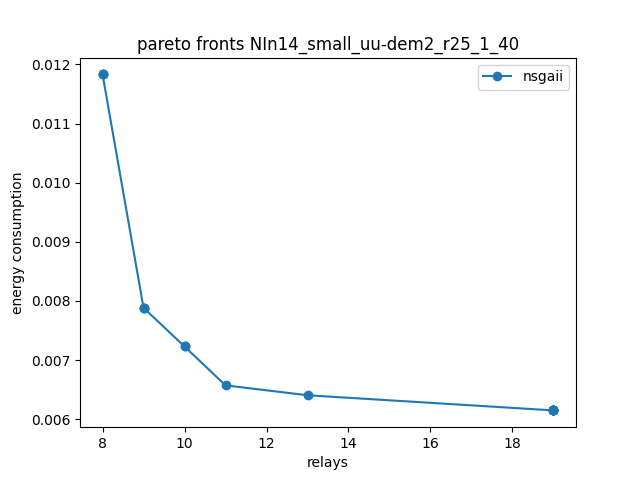 pareto fronts NIn14_small_uu-dem2_r25_1_40
nsgaii
energy consumption
0.012
0.011
0.010
0.009
0.008
0.007
0.006
8 10 12 14 16 18
relays